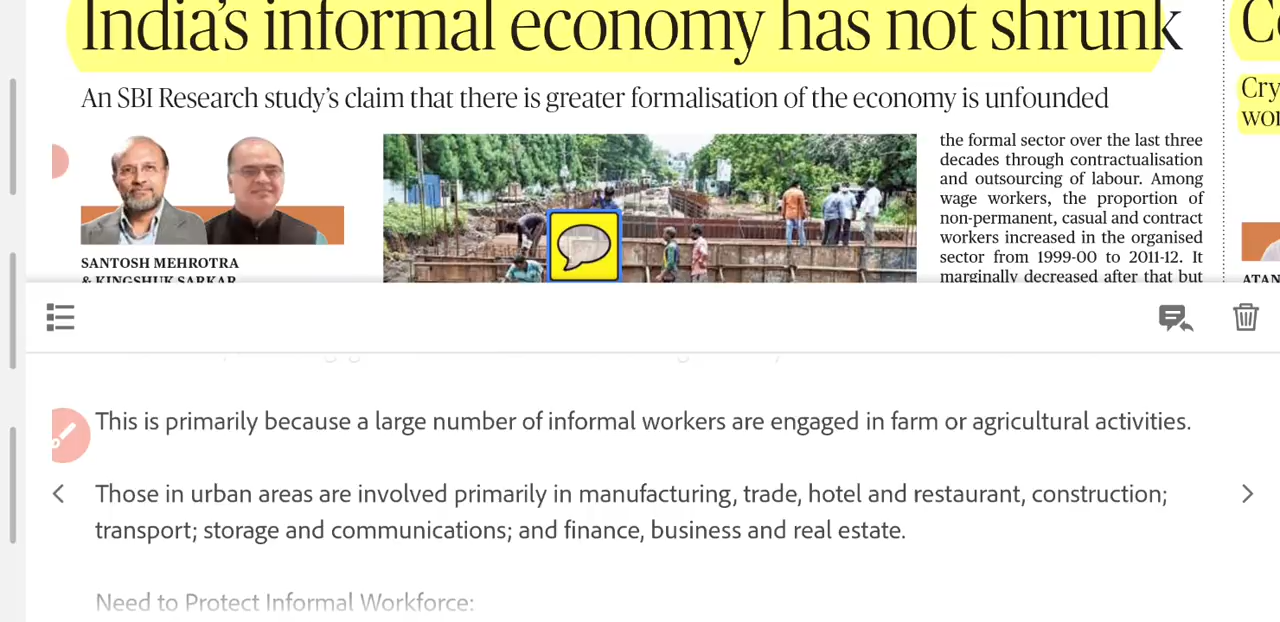 India's informal economy has not shrunk
An SBI Research study's claim that there is greater formalisation of the economy is unfounded
SANTOSH MEHROTRA
& KINGSHUK SARKAR
the formal sector over the last three
decades through contractualisation
and outsourcing of labour. Among
wage workers, the proportion of
non-permanent, casual and contract
workers increased in the organised
sector from 1999-00 to 2011-12. It
marginally decreased after that but
Cry
This is primarily because a large number of informal workers are engaged in farm or agricultural activities.
Those in urban areas are involved primarily in manufacturing, trade, hotel and restaurant, construction;
transport; storage and communications; and finance, business and real estate.
Need to Protect Informal Workforce: